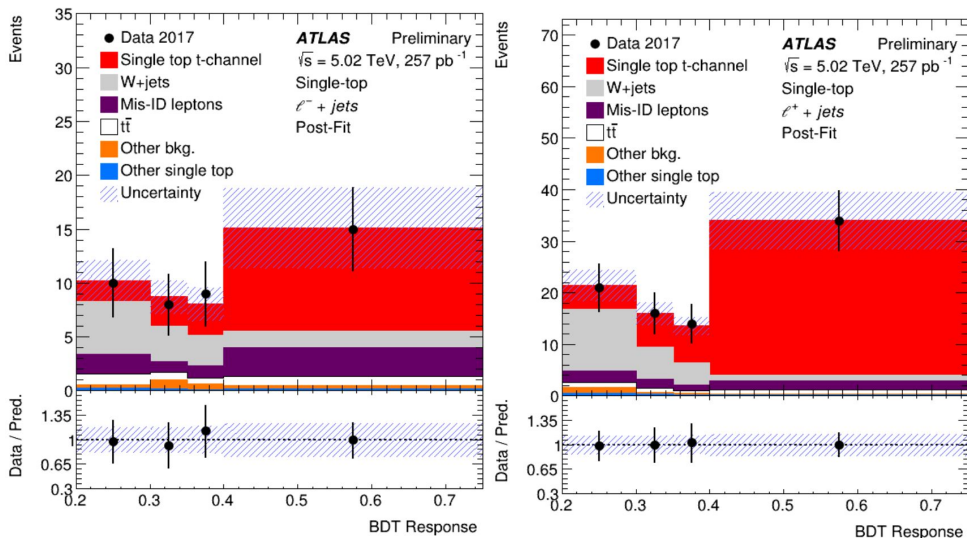 Events
35
30
25
20
15
10
5
0
Data 2017
Single top t-channel
W+jets
Mis-ID leptons
tt̄
Other bkg.
Other single top
Uncertainty
ATLAS Preliminary
√s = 5.02 TeV, 257 pb⁻¹
Single-top
ℓ⁻ + jets
Post-Fit
Data / Pred.
1.35
1
0.65
0.3
0.2 0.3 0.4 0.5 0.6 0.7
BDT Response
Events
70
60
50
40
30
20
10
0
Data 2017
Single top t-channel
W+jets
Mis-ID leptons
tt̄
Other bkg.
Other single top
Uncertainty
ATLAS Preliminary
√s = 5.02 TeV, 257 pb⁻¹
Single-top
ℓ⁺ + jets
Post-Fit
Data / Pred.
1.35
1
0.65
0.3
0.2 0.3 0.4 0.5 0.6 0.7
BDT Response